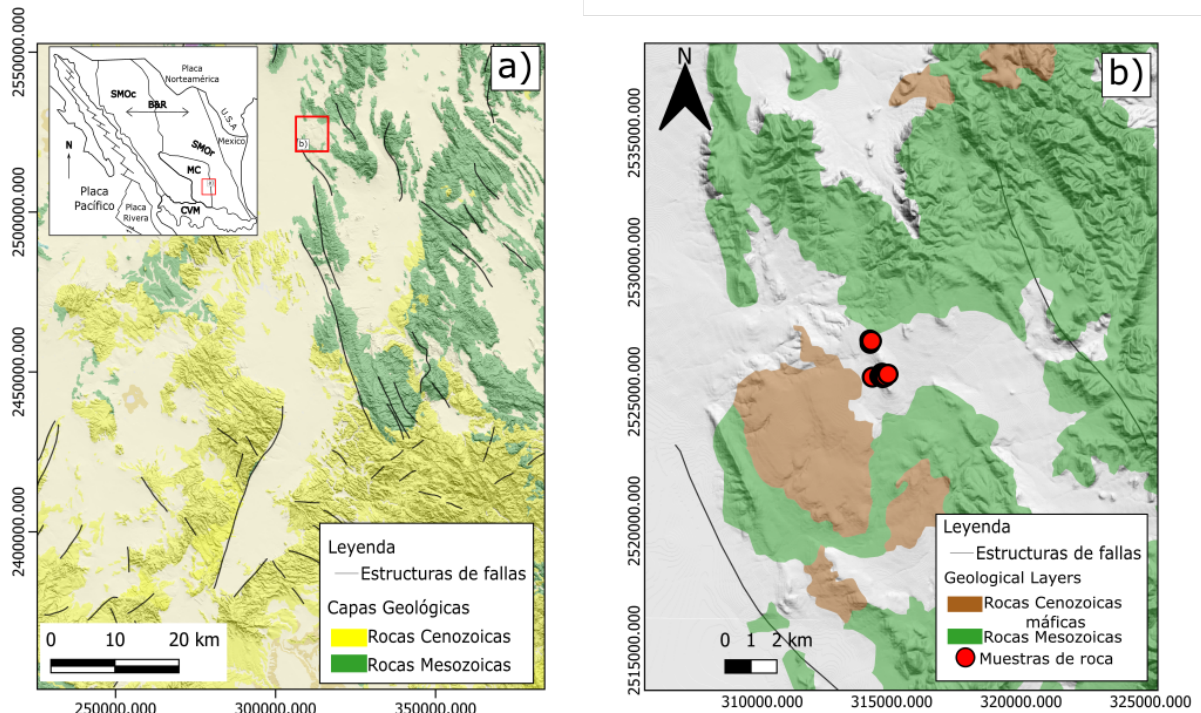 a)
Placa
Norteamérica
SMOc
B&R
U.S.A
Mexico
SMOr
N
MC
b)
Placa
Pacífico
Placa
Rivera
CVM
2550000.000
2500000.000
2450000.000
2400000.000
Leyenda
Estructuras de fallas
Capas Geológicas
Rocas Cenozoicas
Rocas Mesozoicas
0 10 20 km
250000.000 300000.000 350000.000
b)
N
2535000.000
2530000.000
2525000.000
2520000.000
2515000.000
Leyenda
Estructuras de fallas
Geological Layers
Rocas Cenozoicas
máficas
Rocas Mesozoicas
Muestras de roca
0 1 2 km
310000.000 315000.000 320000.000 325000.000